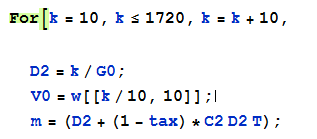 For[k = 10, k ≤ 1720, k = k + 10,
D2 = k / G0;
V0 = w[[k / 10, 10]];
m = (D2 + (1 - tax) * C2 D2 T) ;